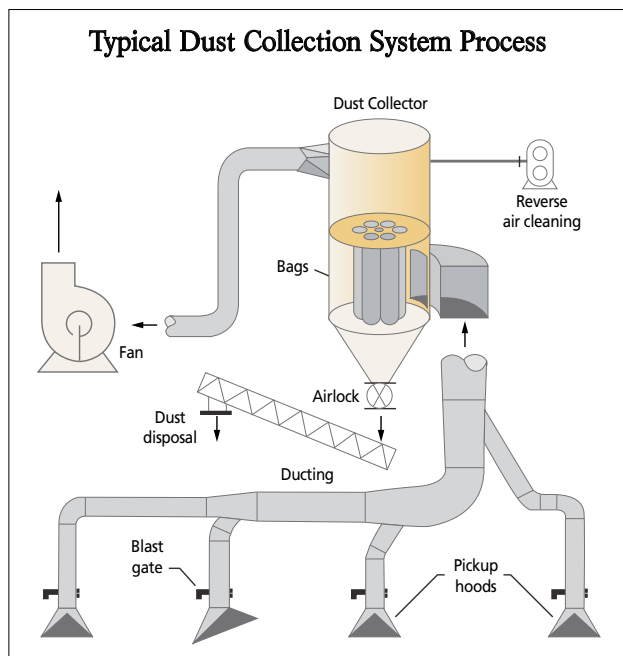 Typical Dust Collection System Process
Dust Collector
Reverse
air cleaning
Bags
Fan
Airlock
Dust
disposal
Ducting
Blast
gate
Pickup
hoods